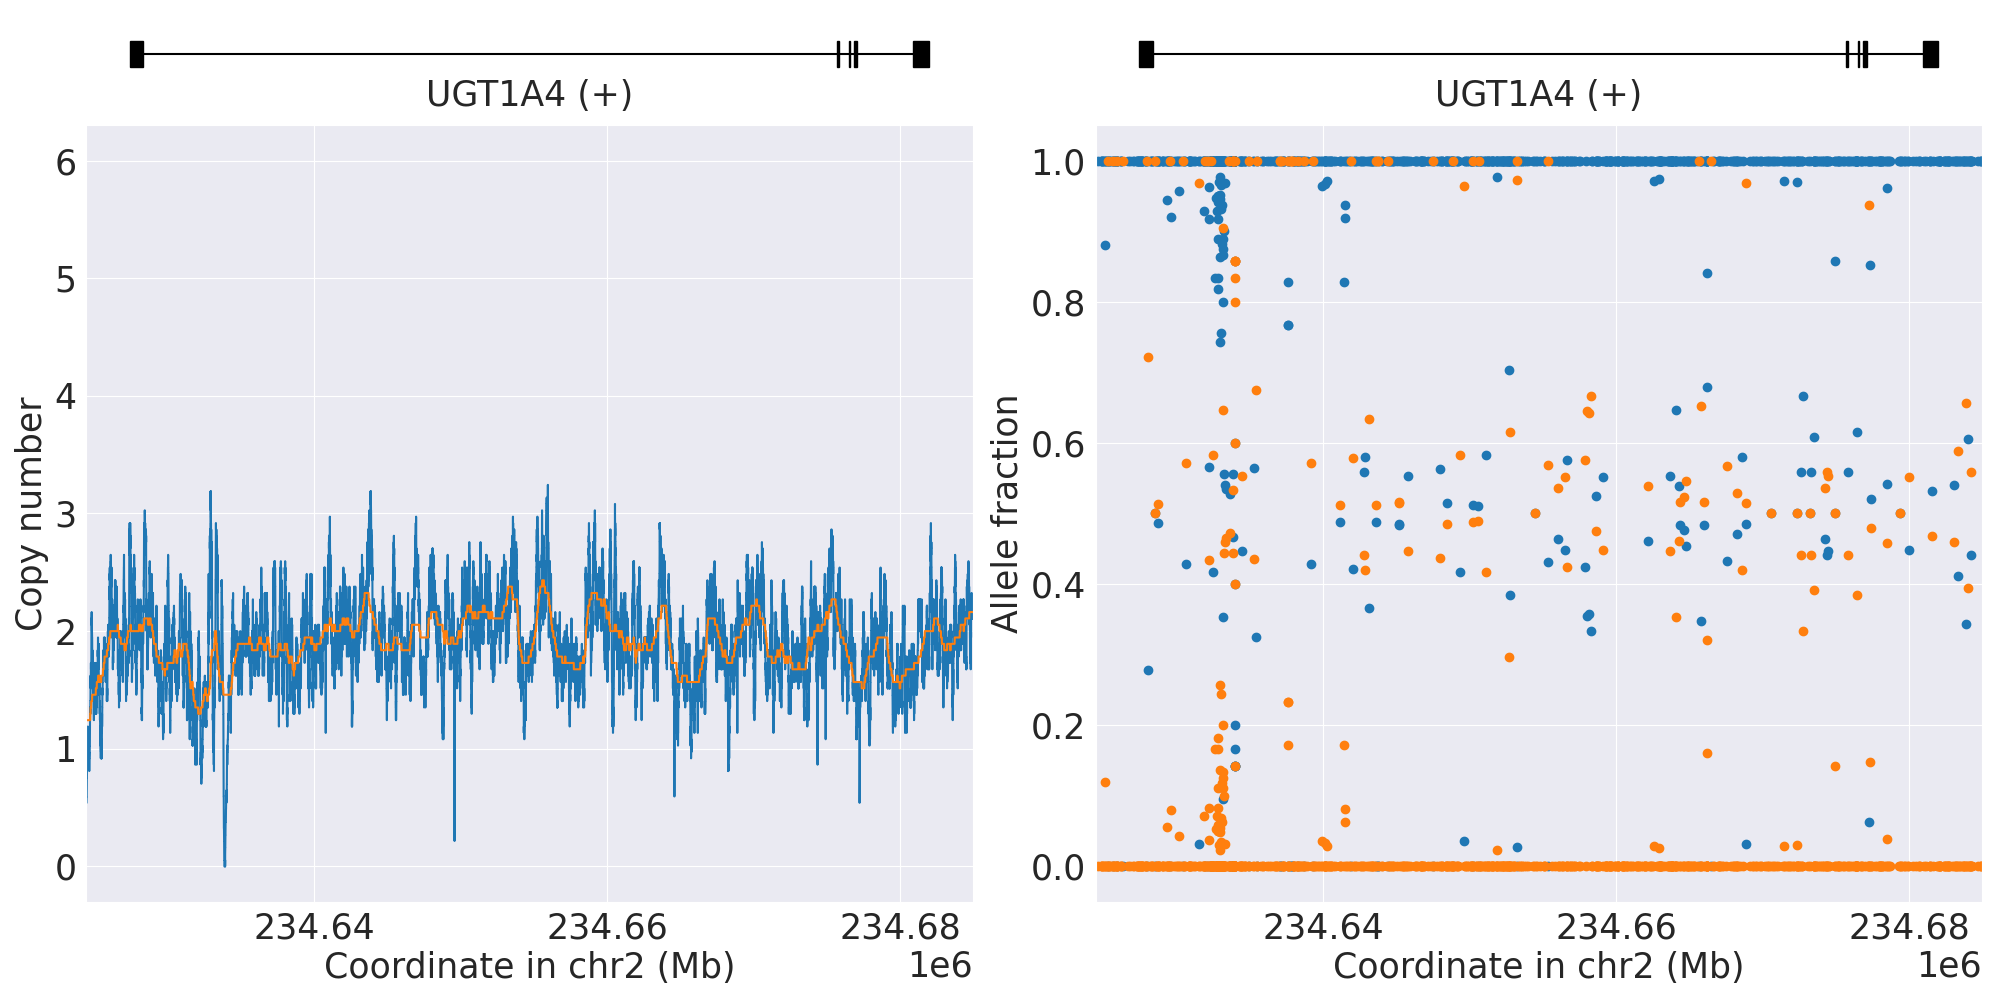 UGT1A4 (+)
6
5
4
3
2
1
0
Copy number
234.64 234.66 234.68
Coordinate in chr2 (Mb) 1e6
UGT1A4 (+)
1.0
0.8
0.6
0.4
0.2
0.0
Allele fraction
234.64 234.66 234.68
Coordinate in chr2 (Mb) 1e6